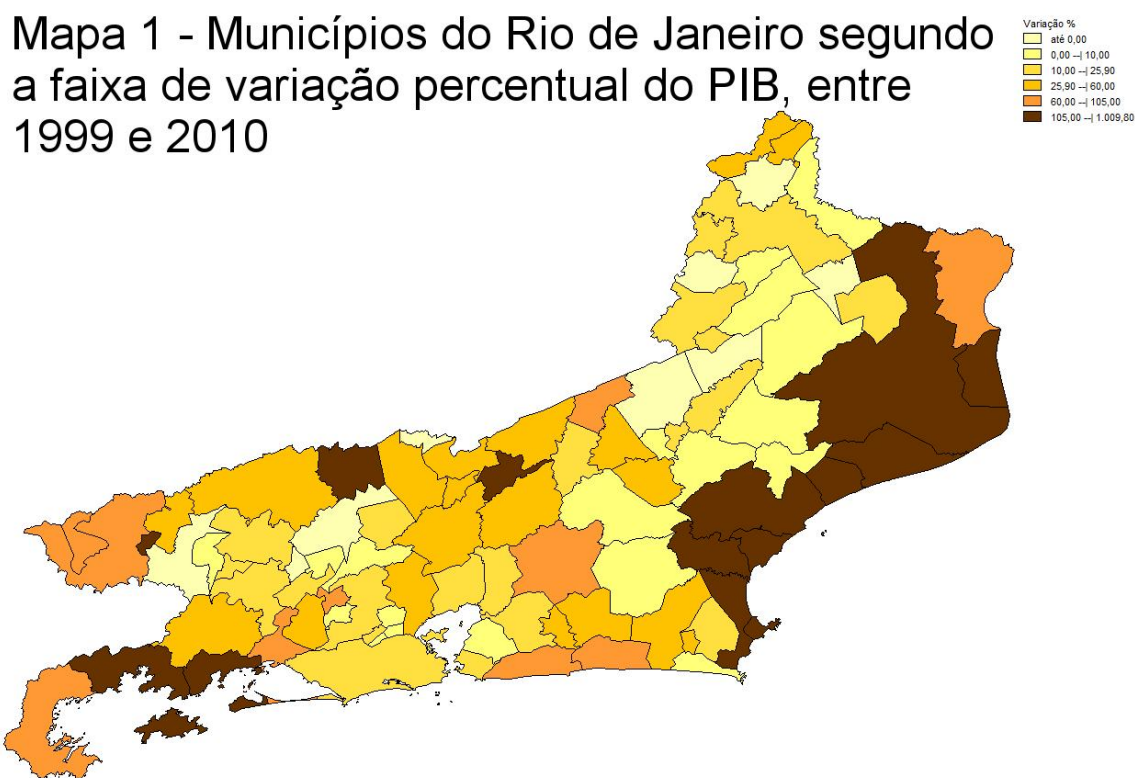 Mapa 1 - Municípios do Rio de Janeiro segundo
a faixa de variação percentual do PIB, entre
1999 e 2010
Variação %
até 0,00
0,00 --| 10,00
10,00 --| 25,90
25,90 --| 60,00
60,00 --| 105,00
105,00 --| 1.009,80